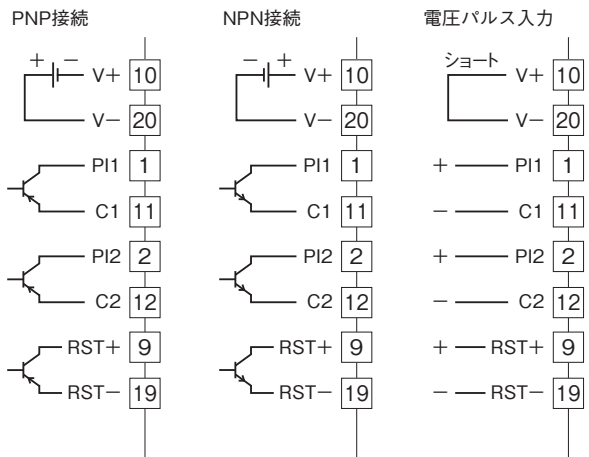 PNP接続 NPN接続 電圧パルス入力
+ − V+ 10 − + V+ 10 ショート V+ 10
V− 20 V− 20 V− 20
PI1 1 PI1 1 + PI1 1
C1 11 C1 11 − C1 11
PI2 2 PI2 2 + PI2 2
C2 12 C2 12 − C2 12
RST+ 9 RST+ 9 + RST+ 9
RST− 19 RST− 19 − RST− 19